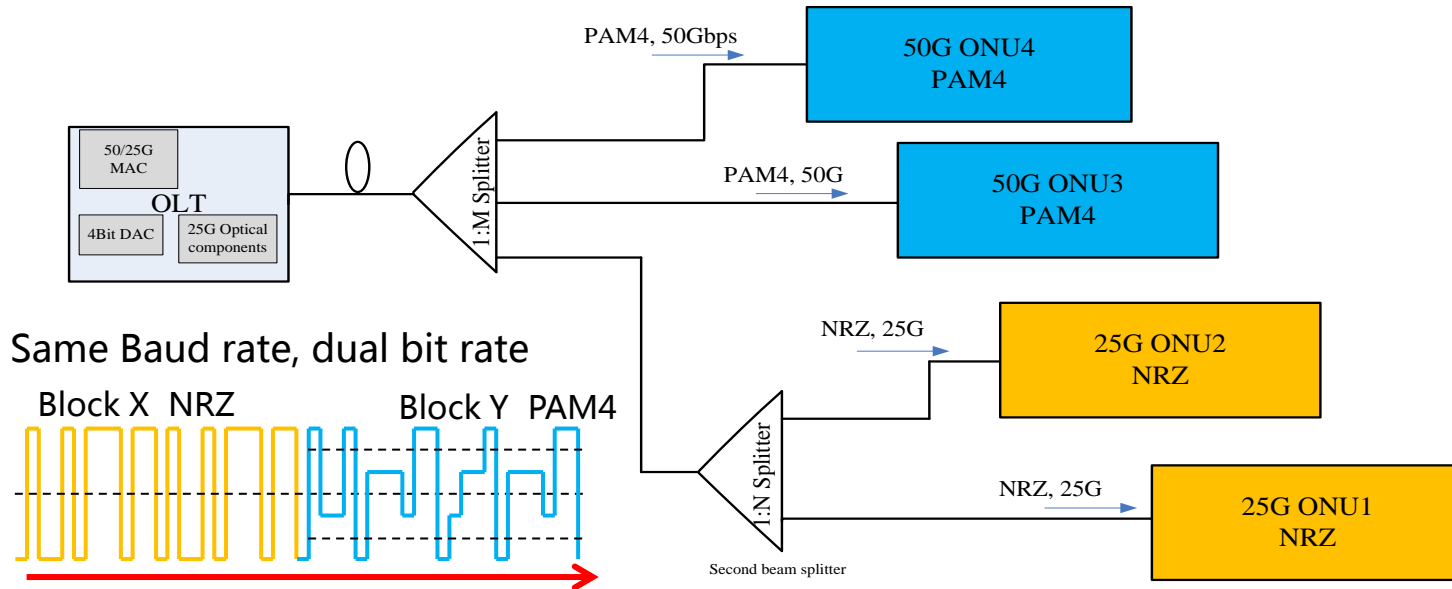 PAM4, 50Gbps
50G ONU4
PAM4
50/25G
MAC
OLT
4Bit DAC
25G Optical
components
1:M Splitter
PAM4, 50G
50G ONU3
PAM4
NRZ, 25G
25G ONU2
NRZ
Same Baud rate, dual bit rate
Block X NRZ
Block Y PAM4
1:N Splitter
NRZ, 25G
25G ONU1
NRZ
Second beam splitter